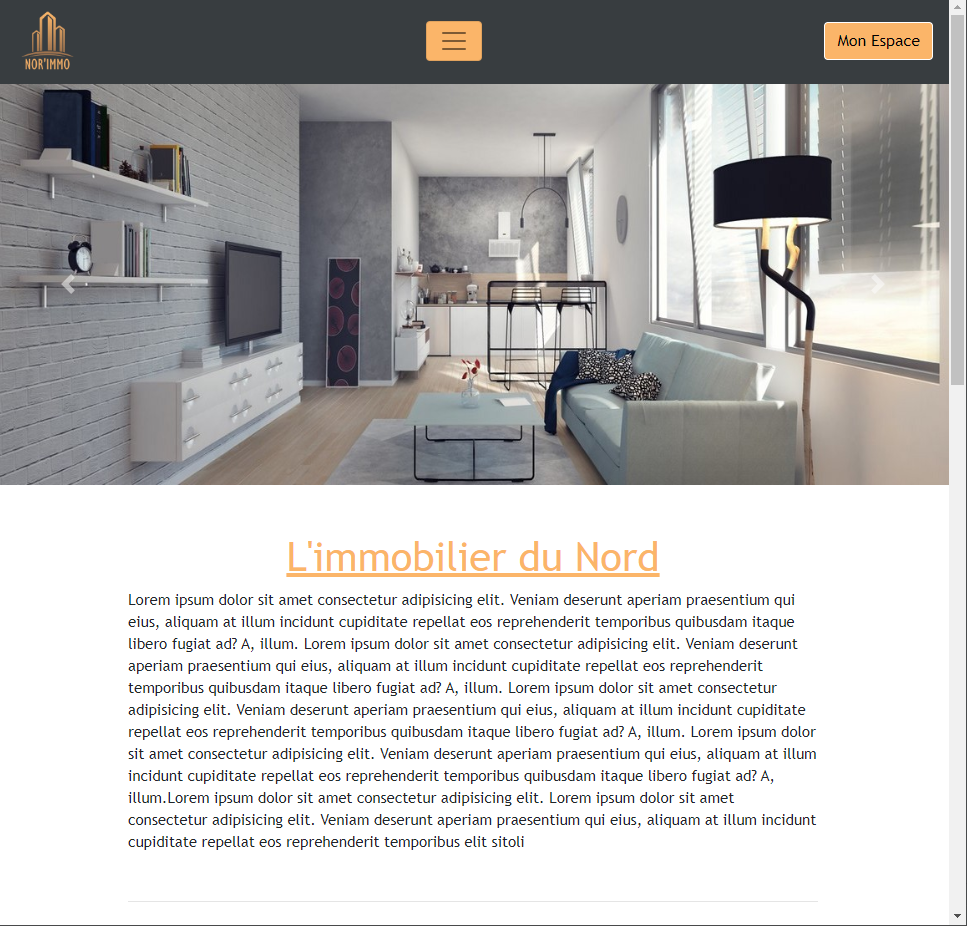 NOR'IMMO
Mon Espace
L'immobilier du Nord
Lorem ipsum dolor sit amet consectetur adipisicing elit. Veniam deserunt aperiam praesentium qui
eius, aliquam at illum incidunt cupiditate repellat eos reprehenderit temporibus quibusdam itaque
libero fugiat ad? A, illum. Lorem ipsum dolor sit amet consectetur adipisicing elit. Veniam deserunt
aperiam praesentium qui eius, aliquam at illum incidunt cupiditate repellat eos reprehenderit
temporibus quibusdam itaque libero fugiat ad? A, illum. Lorem ipsum dolor sit amet consectetur
adipisicing elit. Veniam deserunt aperiam praesentium qui eius, aliquam at illum incidunt cupiditate
repellat eos reprehenderit temporibus quibusdam itaque libero fugiat ad? A, illum. Lorem ipsum dolor
sit amet consectetur adipisicing elit. Veniam deserunt aperiam praesentium qui eius, aliquam at illum
incidunt cupiditate repellat eos reprehenderit temporibus quibusdam itaque libero fugiat ad? A,
illum.Lorem ipsum dolor sit amet consectetur adipisicing elit. Lorem ipsum dolor sit amet
consectetur adipisicing elit. Veniam deserunt aperiam praesentium qui eius, aliquam at illum incidunt
cupiditate repellat eos reprehenderit temporibus elit sitoli